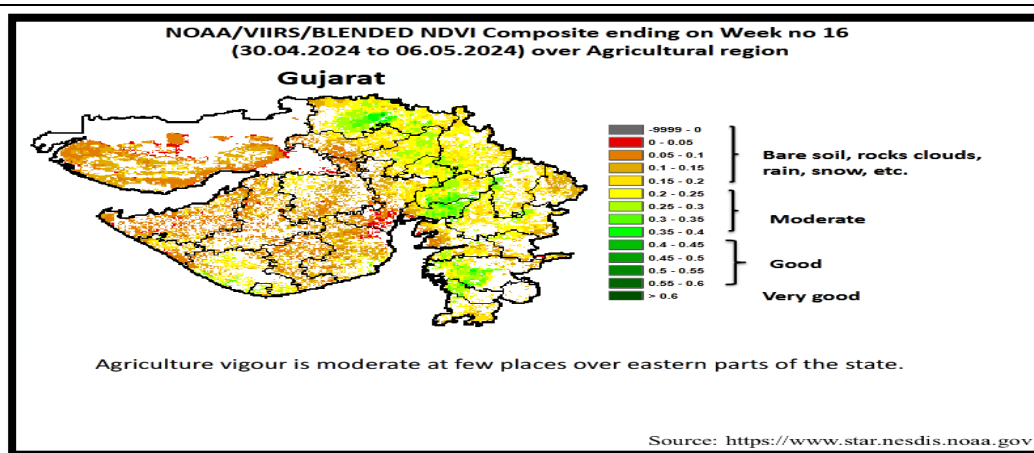 NOAA/VIIRS/BLENDED NDVI Composite ending on Week no 16
(30.04.2024 to 06.05.2024) over Agricultural region
Gujarat
-9999 - 0
0 - 0.05
0.05 - 0.1
0.1 - 0.15
0.15 - 0.2
0.2 - 0.25
0.25 - 0.3
0.3 - 0.35
0.35 - 0.4
0.4 - 0.45
0.45 - 0.5
0.5 - 0.55
0.55 - 0.6
> 0.6
Bare soil, rocks clouds,
rain, snow, etc.
Moderate
Good
Very good
Agriculture vigour is moderate at few places over eastern parts of the state.
Source: https://www.star.nesdis.noaa.gov